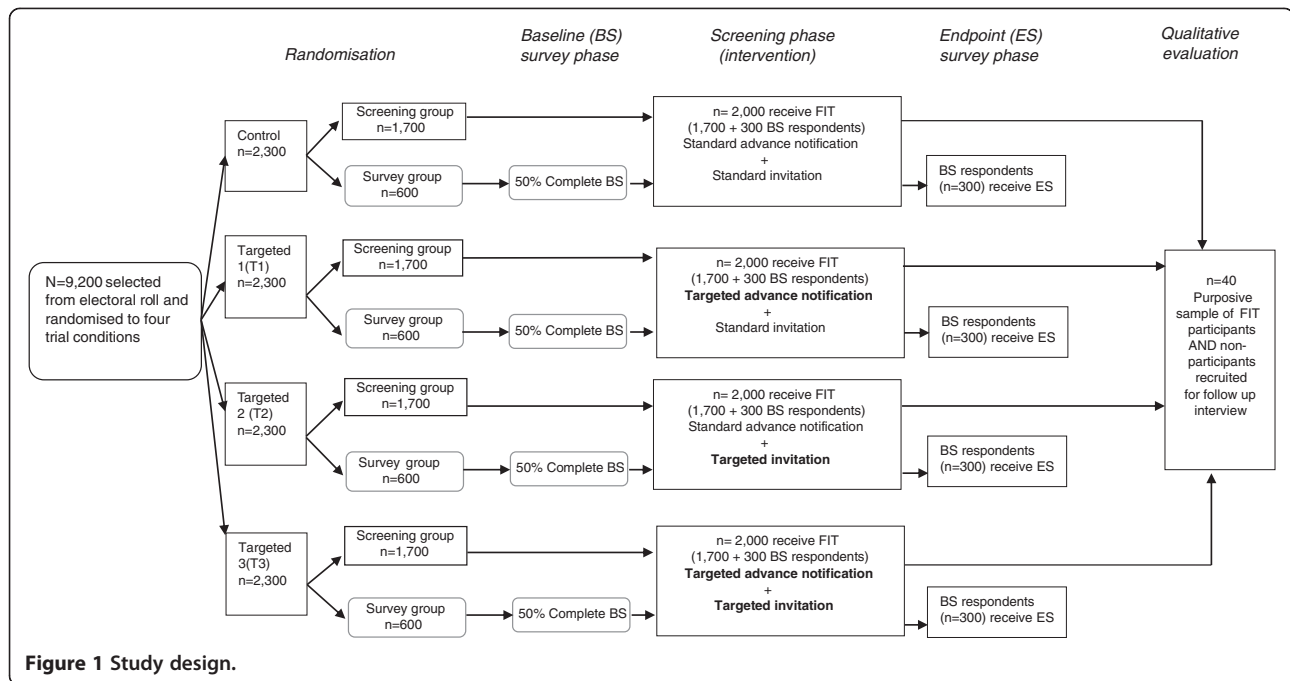 Randomisation
Baseline (BS)
survey phase
Screening phase
(intervention)
Endpoint (ES)
survey phase
Qualitative
evaluation
N=9,200 selected
from electoral roll and
randomised to four
trial conditions
Control
n=2,300
Screening group
n=1,700
Survey group
n=600
50% Complete BS
n= 2,000 receive FIT
(1,700 + 300 BS respondents)
Standard advance notification
+
Standard invitation
BS respondents
(n=300) receive ES
Targeted
1(T1)
n=2,300
Screening group
n=1,700
Survey group
n=600
50% Complete BS
n= 2,000 receive FIT
(1,700 + 300 BS respondents)
Targeted advance notification
+
Standard invitation
BS respondents
(n=300) receive ES
Targeted
2 (T2)
n=2,300
Screening group
n=1,700
Survey group
n=600
50% Complete BS
n= 2,000 receive FIT
(1,700 + 300 BS respondents)
Standard advance notification
+
Targeted invitation
BS respondents
(n=300) receive ES
Targeted
3(T3)
n=2,300
Screening group
n=1,700
Survey group
n=600
50% Complete BS
n= 2,000 receive FIT
(1,700 + 300 BS respondents)
Targeted advance notification
+
Targeted invitation
BS respondents
(n=300) receive ES
n=40
Purposive
sample of FIT
participants
AND non-
participants
recruited
for follow up
interview
Figure 1 Study design.